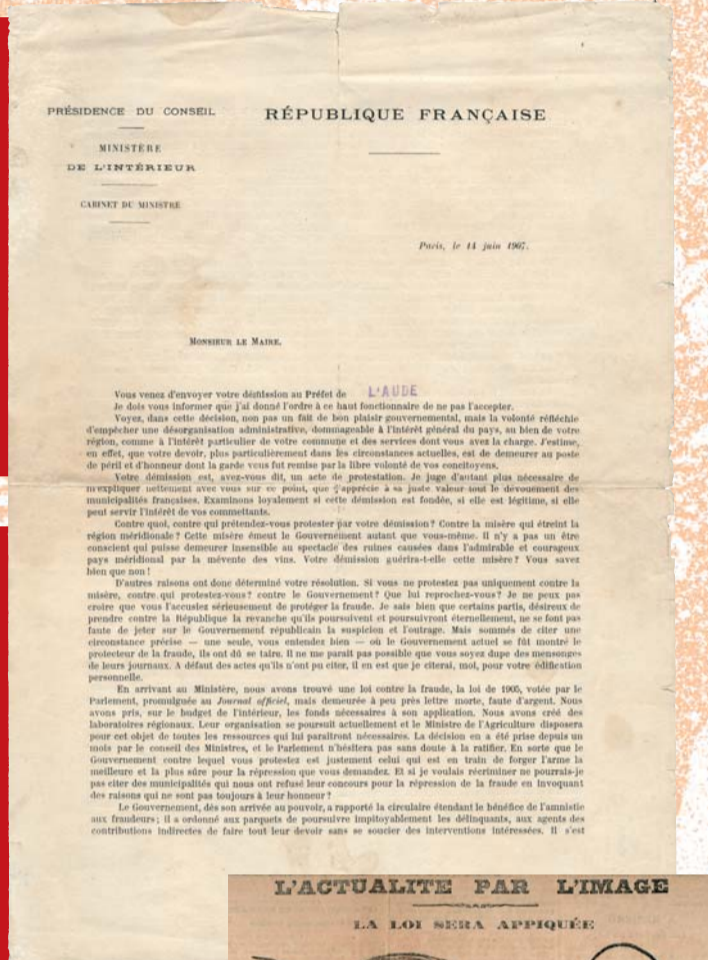 PRÉSIDENCE DU CONSEIL
MINISTÈRE
DE L'INTÉRIEUR
CABINET DU MINISTRE
RÉPUBLIQUE FRANÇAISE
Paris, le 14 juin 1907.
MONSIEUR LE MAIRE,
Vous venez d'envoyer votre démission au Préfet de L'AUDE
Je dois vous informer que j'ai donné l'ordre à ce haut fonctionnaire de ne pas l'accepter.
Voyez, dans cette décision, non pas un fait de bon plaisir gouvernemental, mais la volonté réfléchie
d'empêcher une désorganisation administrative, dommageable à l'intérêt général du pays, au bien de votre
région, comme à l'intérêt particulier de votre commune et des services dont vous avez la charge. J'estime,
en effet, que votre devoir, plus particulièrement dans les circonstances actuelles, est de demeurer au poste
de péril et d'honneur dont la garde vous fut remise par la libre volonté de vos concitoyens.
Votre démission est, avez-vous dit, un acte de protestation. Je juge d'autant plus nécessaire de
m'expliquer nettement avec vous sur ce point, que j'apprécie à sa juste valeur tout le dévouement des
municipalités françaises. Examinons loyalement si cette démission est fondée, si elle est légitime, si elle
peut servir l'intérêt de vos commettants.
Contre quoi, contre qui prétendez-vous protester par votre démission? Contre la misère qui étreint la
région méridionale? Cette misère émeut le Gouvernement autant que vous-même. Il n'y a pas un être
conscient qui puisse demeurer insensible au spectacle des ruines causées dans l'admirable et courageux
pays méridional par la mévente des vins. Votre démission guérira-t-elle cette misère? Vous savez
bien que non!
D'autres raisons ont donc déterminé votre résolution. Si vous ne protestez pas uniquement contre la
misère, contre qui protestez-vous? contre le Gouvernement? Que lui reprochez-vous? Je ne peux pas
croire que vous l'accusiez sérieusement de protéger la fraude. Je sais bien que certains partis, désireux de
prendre contre la République la revanche qu'ils poursuivent et poursuivront éternellement, ne se font pas
faute de jeter sur le Gouvernement républicain la suspicion et l'outrage. Mais sommés de citer une
circonstance précise — une seule, vous entendez bien — où le Gouvernement actuel se fût montré le
protecteur de la fraude, ils ont dû se taire. Il ne me paraît pas possible que vous soyez dupe des mensonges
de leurs journaux. A défaut des actes qu'ils n'ont pu citer, il en est que je citerai, moi, pour votre édification
personnelle.
En arrivant au Ministère, nous avons trouvé une loi contre la fraude, la loi de 1905, votée par le
Parlement, promulguée au Journal officiel, mais demeurée à peu près lettre morte, faute d'argent. Nous
avons pris, sur le budget de l'intérieur, les fonds nécessaires à son application. Nous avons créé des
laboratoires régionaux. Leur organisation se poursuit actuellement et le Ministre de l'Agriculture disposera
pour cet objet de toutes les ressources qui lui paraîtront nécessaires. La décision en a été prise depuis un
mois par le conseil des Ministres, et le Parlement n'hésitera pas sans doute à la ratifier. En sorte que le
Gouvernement contre lequel vous protestez est justement celui qui est en train de forger l'arme la
meilleure et la plus sûre pour la répression que vous demandez. Et si je voulais récriminer ne pourrais-je
pas citer des municipalités qui nous ont refusé leur concours pour la répression de la fraude en invoquant
des raisons qui ne sont pas toujours à leur honneur?
Le Gouvernement, dès son arrivée au pouvoir, a rapporté la circulaire étendant le bénéfice de l'amnistie
aux fraudeurs; il a ordonné aux parquets de poursuivre impitoyablement les délinquants, aux agents des
contributions indirectes de faire tout leur devoir sans se soucier des interventions intéressées. Il s'est
L'ACTUALITE PAR L'IMAGE
LA LOI SERA APPIQUÉE